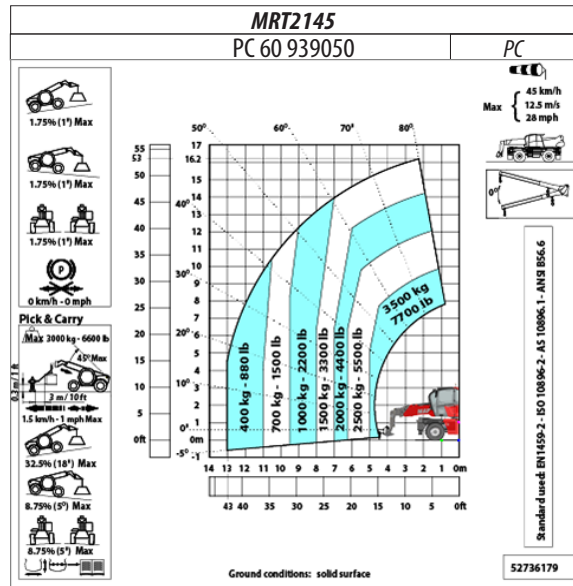 MRT2145
PC 60 939050
PC
1.75% (1°) Max
1.75% (1°) Max
1.75% (1°) Max
P
0 km/h - 0 mph
Pick & Carry
Max 3000 kg - 6600 lb
45° Max
0.3 m / 1 ft
3 m / 10 ft
1.5 km/h - 1 mph Max
32.5% (18°) Max
8.75% (5°) Max
8.75% (5°) Max
Max
45 km/h
12.5 m/s
28 mph
0°
50° 60° 70° 80°
40°
30°
20°
10°
0°
-5°
55
53
50
45
40
35
30
25
20
15
10
5
0ft
17
16.2
15
14
13
12
11
10
9
8
7
6
5
4
3
2
1
0m
-1
400 kg - 880 lb
700 kg - 1500 lb
1000 kg - 2200 lb
1500 kg - 3300 lb
2000 kg - 4400 lb
2500 kg - 5500 lb
3500 kg
7700 lb
14 13 12 11 10 9 8 7 6 5 4 3 2 1 0m
43 40 35 30 25 20 15 10 5 0ft
Standard used: EN1459-2 - ISO 10896-2 - AS 10896.1 - ANSI B56.6
Ground conditions: solid surface
52736179